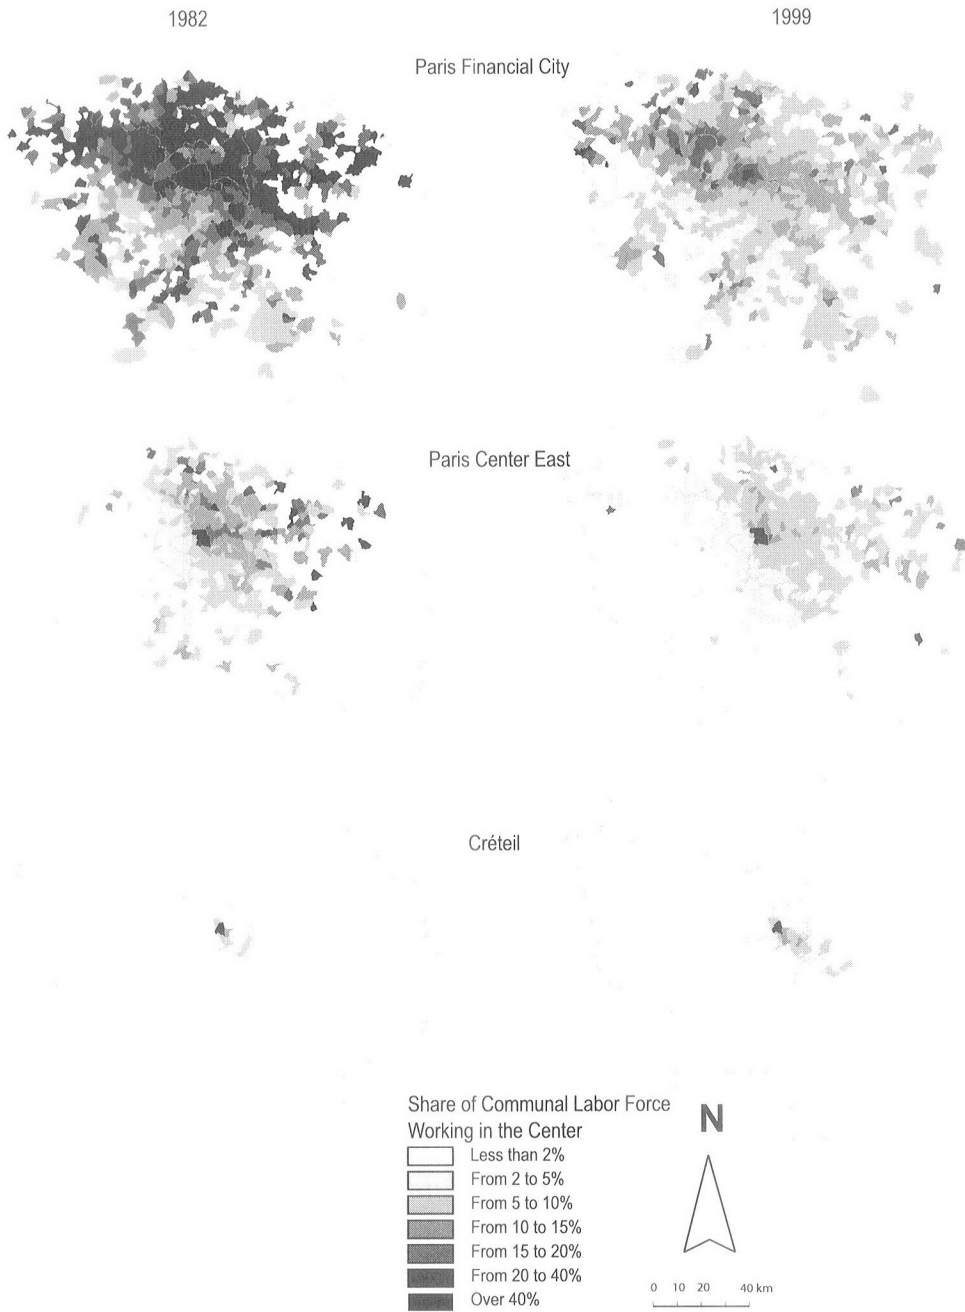 1982
1999
Paris Financial City
Paris Center East
Créteil
Share of Communal Labor Force
Working in the Center
Less than 2%
From 2 to 5%
From 5 to 10%
From 10 to 15%
From 15 to 20%
From 20 to 40%
Over 40%
N
0 10 20 40 km